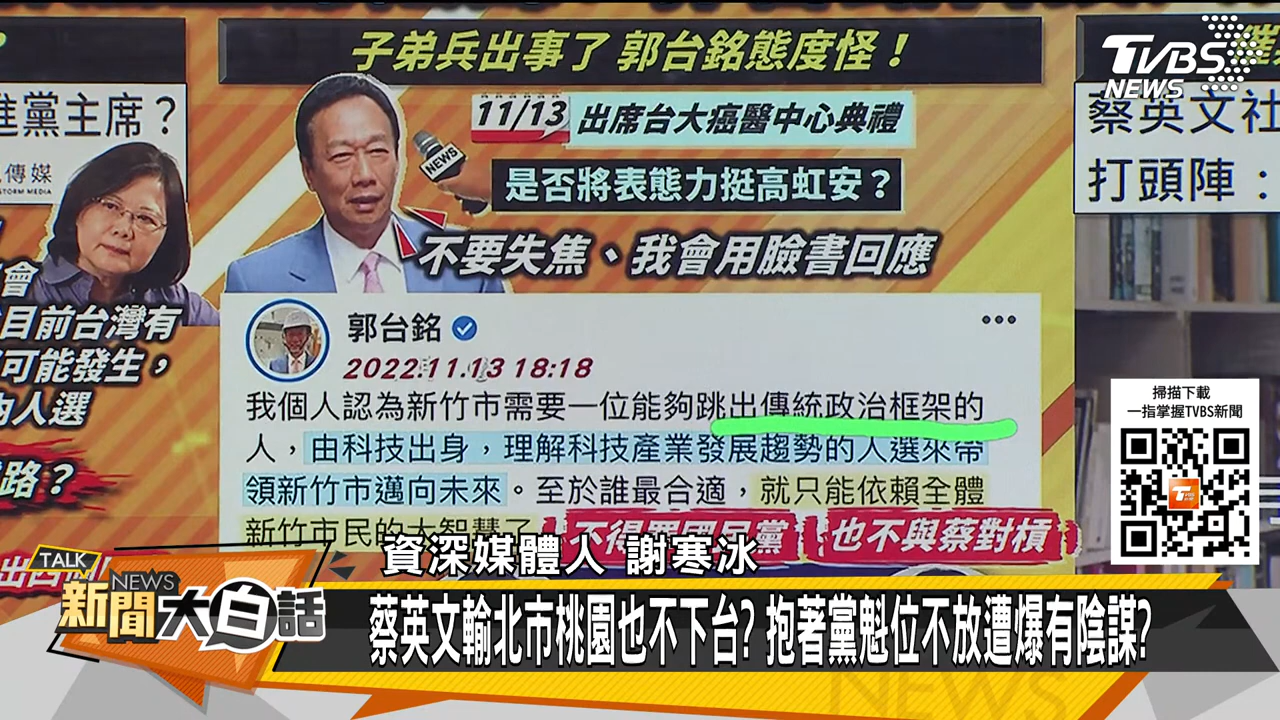 子弟兵出事了 郭台銘態度怪！
TVBS
NEWS
進黨主席？
傳媒
STORM MEDIA
11/13 出席台大癌醫中心典禮
NEWS
是否將表態力挺高虹安？
不要失焦、我會用臉書回應
蔡英文社
打頭陣：
會
目前台灣有
可能發生，
人選
路？
郭台銘
2022.11.13 18:18
我個人認為新竹市需要一位能夠跳出傳統政治框架的
人，由科技出身，理解科技產業發展趨勢的人選來帶
領新竹市邁向未來。至於誰最合適，就只能依賴全體
新竹市民的大智慧了
不得罪國民黨 也不與蔡對槓
掃描下載
一指掌握TVBS新聞
資深媒體人 謝寒冰
TALK
NEWS
新聞大白話
蔡英文輸北市桃園也不下台？抱著黨魁位不放遭爆有陰謀？